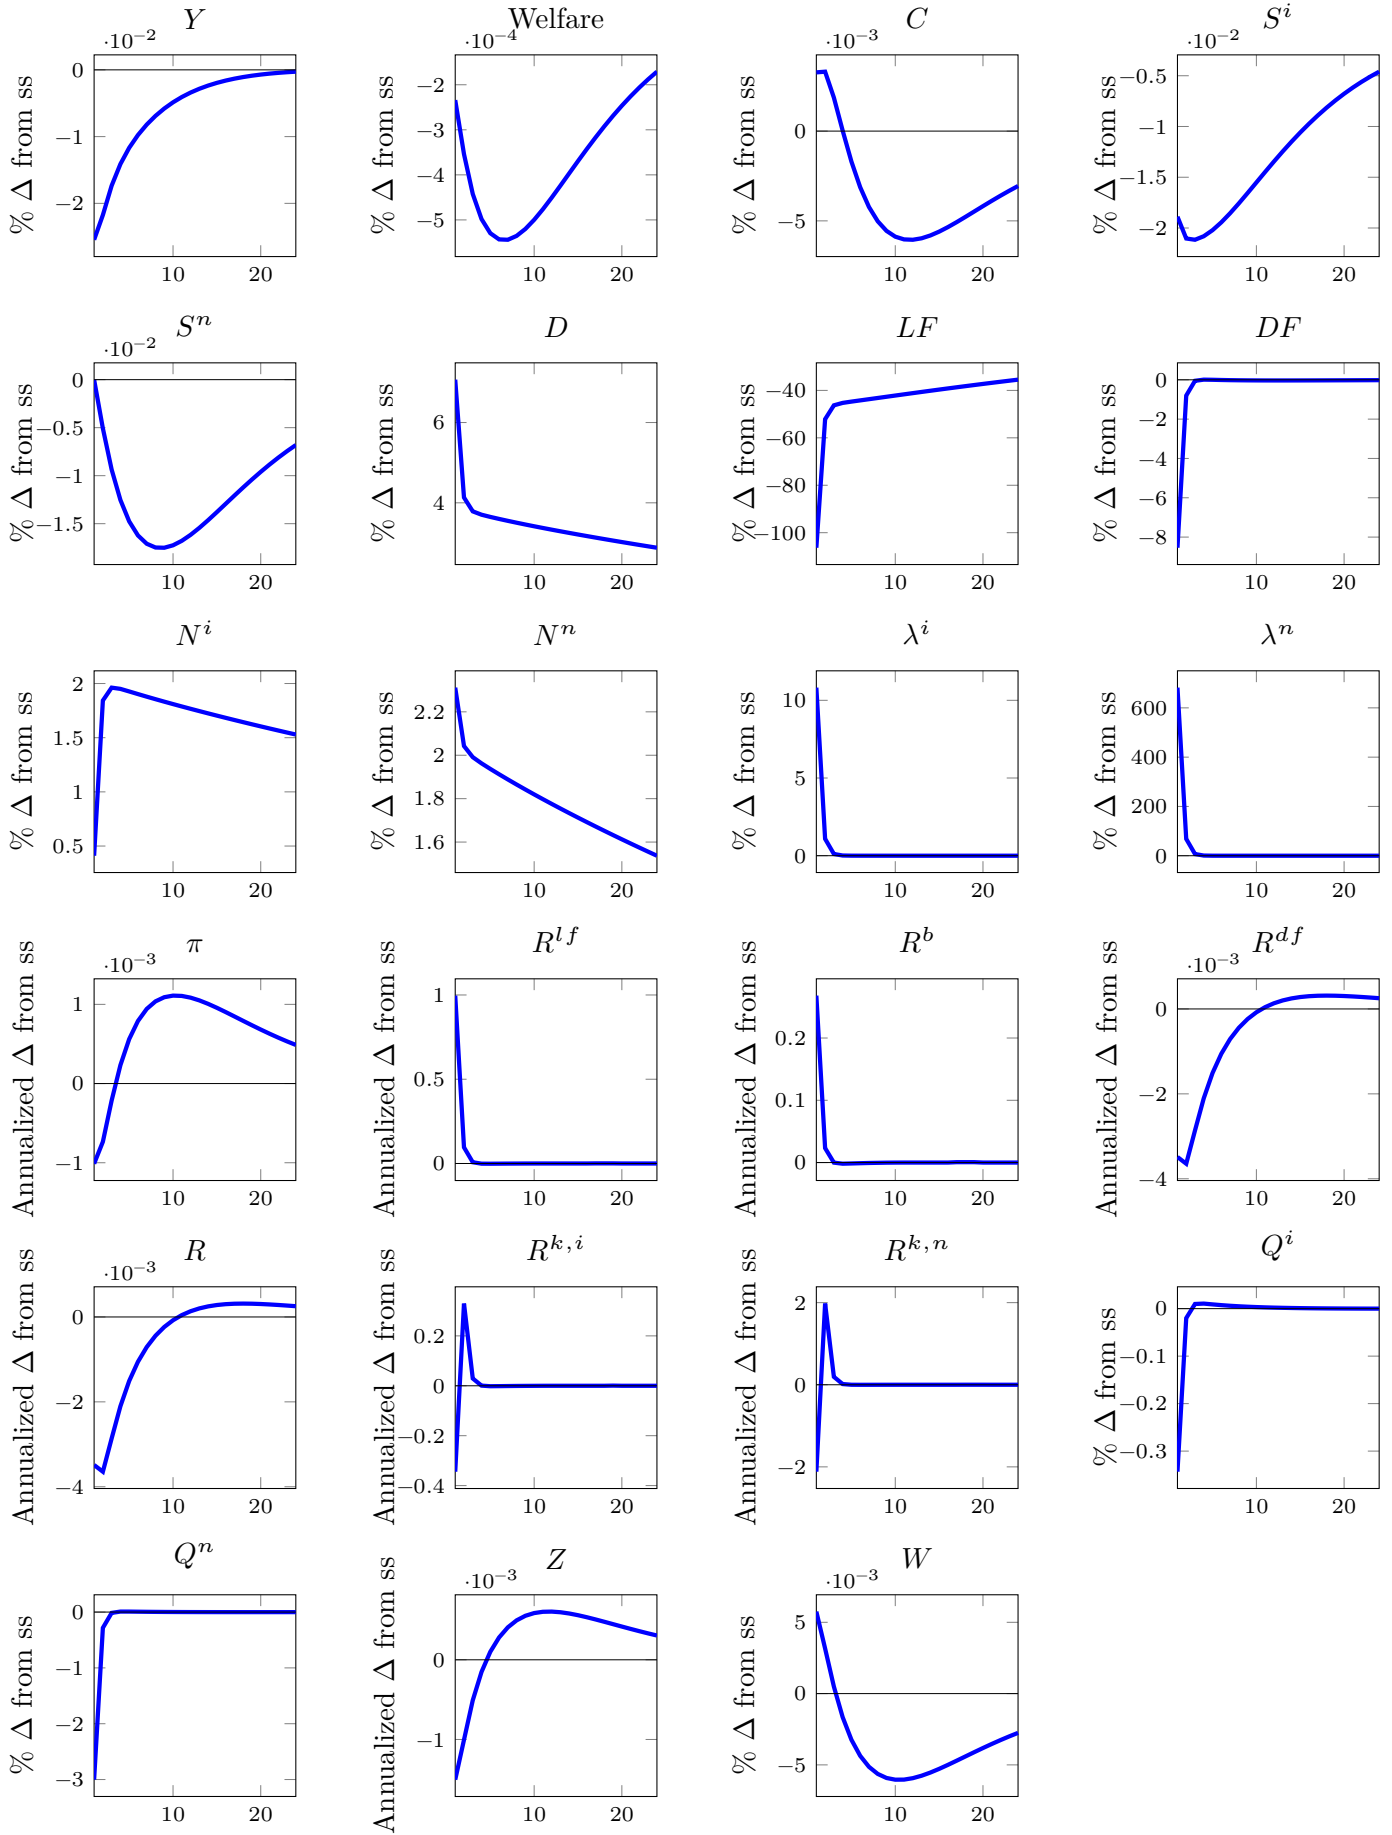 Y Welfare C S^i
·10^−2 ·10^−4 ·10^−3 ·10^−2
% Δ from ss % Δ from ss % Δ from ss % Δ from ss
0 −1 −2
−2 −3 −4 −5
0 −5
−0.5 −1 −1.5 −2
10 20 10 20 10 20 10 20
S^n D LF DF
·10^−2
% Δ from ss % Δ from ss % Δ from ss % Δ from ss
0 −0.5 −1 −1.5
6 4
−40 −60 −80 −100
0 −2 −4 −6 −8
10 20 10 20 10 20 10 20
N^i N^n λ^i λ^n
% Δ from ss % Δ from ss % Δ from ss % Δ from ss
2 1.5 1 0.5
2.2 2 1.8 1.6
10 5 0
600 400 200 0
10 20 10 20 10 20 10 20
π R^{lf} R^b R^{df}
·10^−3 ·10^−3
Annualized Δ from ss Annualized Δ from ss Annualized Δ from ss Annualized Δ from ss
1 0 −1
1 0.5 0
0.2 0.1 0
0 −2 −4
10 20 10 20 10 20 10 20
R R^{k,i} R^{k,n} Q^i
·10^−3
Annualized Δ from ss Annualized Δ from ss Annualized Δ from ss % Δ from ss
0 −2 −4
0.2 0 −0.2 −0.4
2 0 −2
0 −0.1 −0.2 −0.3
10 20 10 20 10 20 10 20
Q^n Z W
·10^−3 ·10^−3
% Δ from ss Annualized Δ from ss % Δ from ss
0 −1 −2 −3
0 −1
5 0 −5
10 20 10 20 10 20